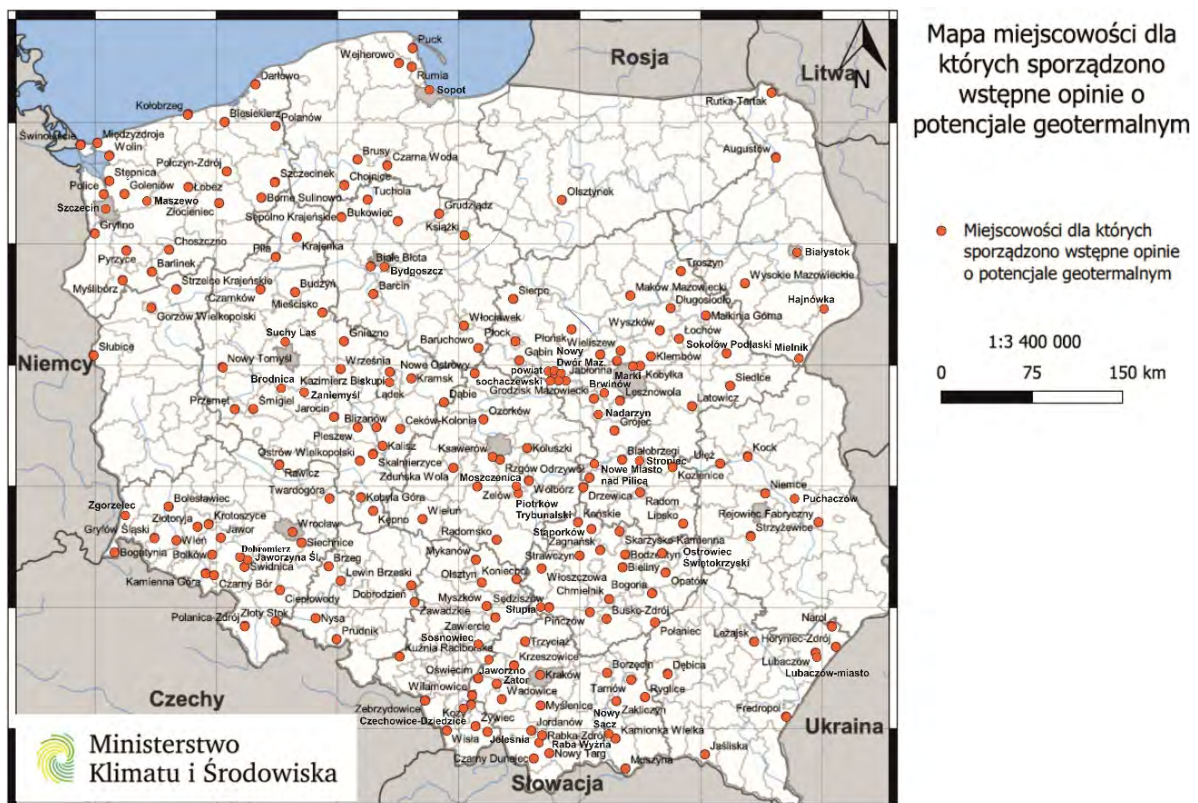 Mapa miejscowości dla
których sporządzono
wstępne opinie o
potencjale geotermalnym
Miejscowości dla których
sporządzono wstępne opinie
o potencjale geotermalnym
1:3 400 000
0 75 150 km
N
Rosja
Litwa
Niemcy
Czechy
Słowacja
Ukraina
Puck
Wejherowo
Rumia
Sopot
Darłowo
Kołobrzeg
Biesiekierz
Polanów
Rutka-Tartak
Augustów
Świnoujście
Międzyzdroje
Wolin
Stepnica
Police
Goleniów
Łobez
Połczyn-Zdrój
Szczecinek
Brusy
Czarna Woda
Chojnice
Tuchola
Szczecin
Maszewo
Złocieniec
Borne Sulinowo
Sępólno Krajeńskie
Bukowiec
Grudziądz
Książki
Olsztynek
Gryfino
Choszczno
Piła
Krajenka
Białe Błota
Bydgoszcz
Białystok
Pyrzyce
Barlinek
Myślibórz
Strzelce Krajeńskie
Czarnków
Budzyń
Mieścisko
Barcin
Troszyn
Wysokie Mazowieckie
Hajnówka
Gorzów Wielkopolski
Suchy Las
Gniezno
Sierpc
Maków Mazowiecki
Długosiodło
Małkinia Góra
Włocławek
Płock
Płońsk
Wyszków
Łochów
Słubice
Baruchowo
Gąbin
Nowy
Dwór Maz.
Wieliszew
Klembów
Sokołów Podlaski
Mielnik
Nowy Tomyśl
Września
Nowe Ostrowy
powiat
sochaczewski
Jabłonna
Marki
Kobyłka
Siedlce
Brodnica
Kazimierz Biskupi
Kramsk
Zaniemyśl
Lądek
Dąbie
Grodzisk Mazowiecki
Brwinów
Lesznowola
Latowicz
Przemęt
Śmigiel
Jarocin
Blizanów
Ceków-Kolonia
Ozorków
Nadarzyn
Grójec
Pleszew
Kalisz
Ksawerów
Koluszki
Białobrzegi
Stromiec
Ułęż
Kock
Ostrów Wielkopolski
Skalmierzyce
Rzgów
Odrzywół
Nowe Miasto
nad Pilicą
Kozienice
Rawicz
Zduńska Wola
Moszczenica
Wolbórz
Drzewica
Radom
Niemce
Puchaczów
Twardogóra
Kobyla Góra
Zelów
Piotrków
Trybunalski
Końskie
Lipsko
Rejowiec Fabryczny
Strzyżewice
Zgorzelec
Bolesławiec
Krotoszyce
Złotoryja
Jawor
Wrocław
Siechnice
Kępno
Wieluń
Radomsko
Stąporków
Zagnańsk
Skarżysko-Kamienna
Gryfów Śląski
Wleń
Bolków
Dobromierz
Jaworzyna Śl.
Świdnica
Brzeg
Mykanów
Strawczyn
Bodzentyn
Ostrowiec
Świętokrzyski
Bogatynia
Kamienna Góra
Czarny Bór
Lewin Brzeski
Olsztyn
Koniecpol
Włoszczowa
Bieliny
Opatów
Ciepłowody
Dobrodzień
Myszków
Sędziszów
Chmielnik
Bogoria
Polanica-Zdrój
Złoty Stok
Nysa
Zawadzkie
Zawiercie
Słupia
Pińczów
Busko-Zdrój
Połaniec
Prudnik
Sosnowiec
Trzyciąż
Leżajsk
Narol
Horyniec-Zdrój
Kuźnia Raciborska
Krzeszowice
Lubaczów
Lubaczów-miasto
Oświęcim
Jaworzno
Zator
Kraków
Borzęcin
Dębica
Wilamowice
Wadowice
Tarnów
Ryglice
Zebrzydowice
Kozy
Myślenice
Zakliczyn
Fredropol
Czechowice-Dziedzice
Żywiec
Jordanów
Nowy
Sącz
Kamionka Wielka
Wisła
Jeleśnia
Rabka Zdrój
Raba Wyżna
Nowy Targ
Czarny Dunajec
Muszyna
Jaśliska
Ministerstwo
Klimatu i Środowiska